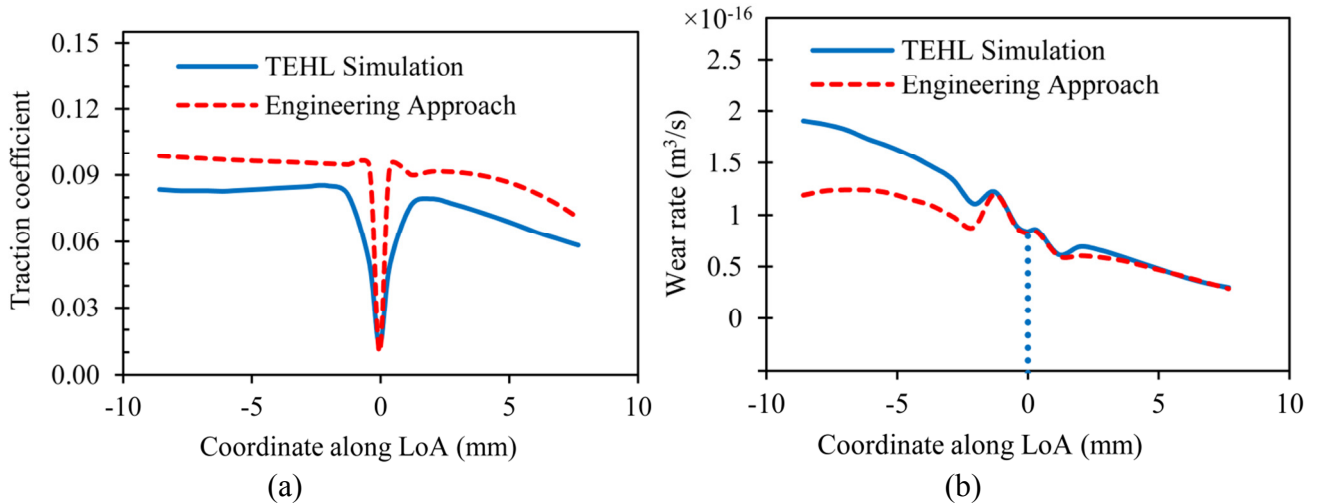 0.15
0.12
0.09
0.06
0.03
0.00
-10
-5
0
5
10
Traction coefficient
Coordinate along LoA (mm)
TEHL Simulation
Engineering Approach
(a)
×10⁻¹⁶
2.5
2
1.5
1
0.5
0
-10
-5
0
5
10
Wear rate (m³/s)
Coordinate along LoA (mm)
TEHL Simulation
Engineering Approach
(b)